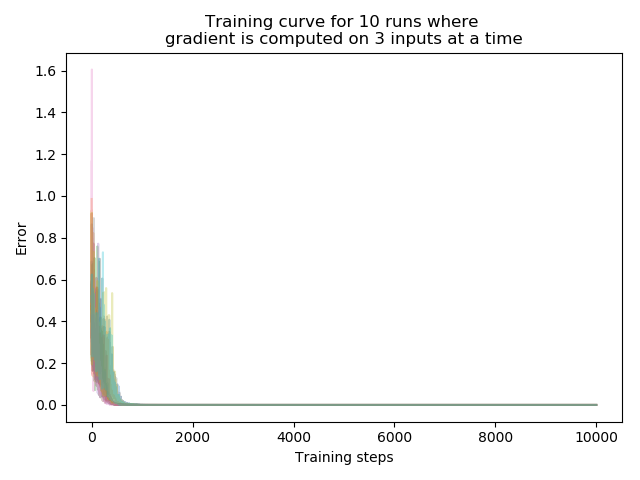 Training curve for 10 runs where
gradient is computed on 3 inputs at a time
1.6
1.4
1.2
1.0
0.8
0.6
0.4
0.2
0.0
Error
0 2000 4000 6000 8000 10000
Training steps